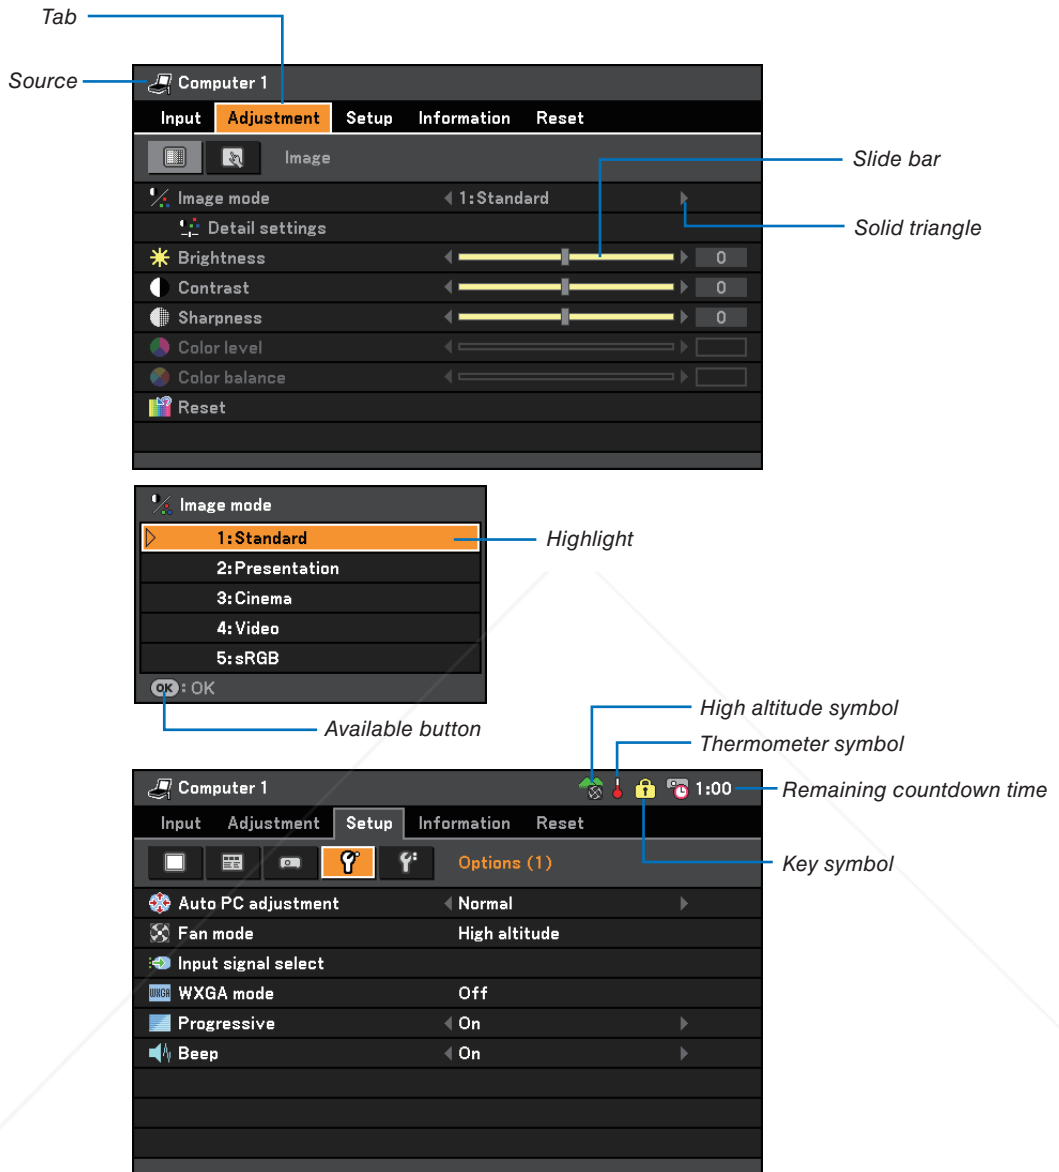 Tab
Source
Computer 1
Input Adjustment Setup Information Reset
Image
Slide bar
Image mode 1:Standard
Solid triangle
Detail settings
Brightness 0
Contrast 0
Sharpness 0
Color level
Color balance
Reset
Image mode
1:Standard
Highlight
2:Presentation
3:Cinema
4:Video
5:sRGB
OK : OK
Available button
High altitude symbol
Thermometer symbol
Computer 1 1:00
Remaining countdown time
Input Adjustment Setup Information Reset
Options (1)
Key symbol
Auto PC adjustment Normal
Fan mode High altitude
Input signal select
WXGA WXGA mode Off
Progressive On
Beep On